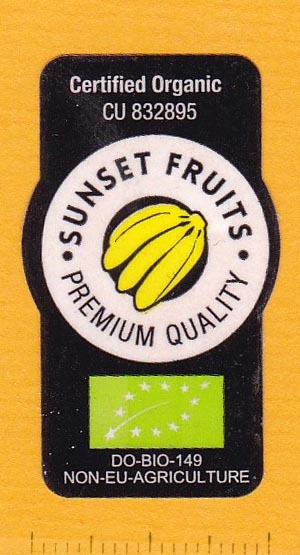 Certified Organic
CU 832895
• SUNSET FRUITS •
PREMIUM QUALITY
DO-BIO-149
NON-EU-AGRICULTURE